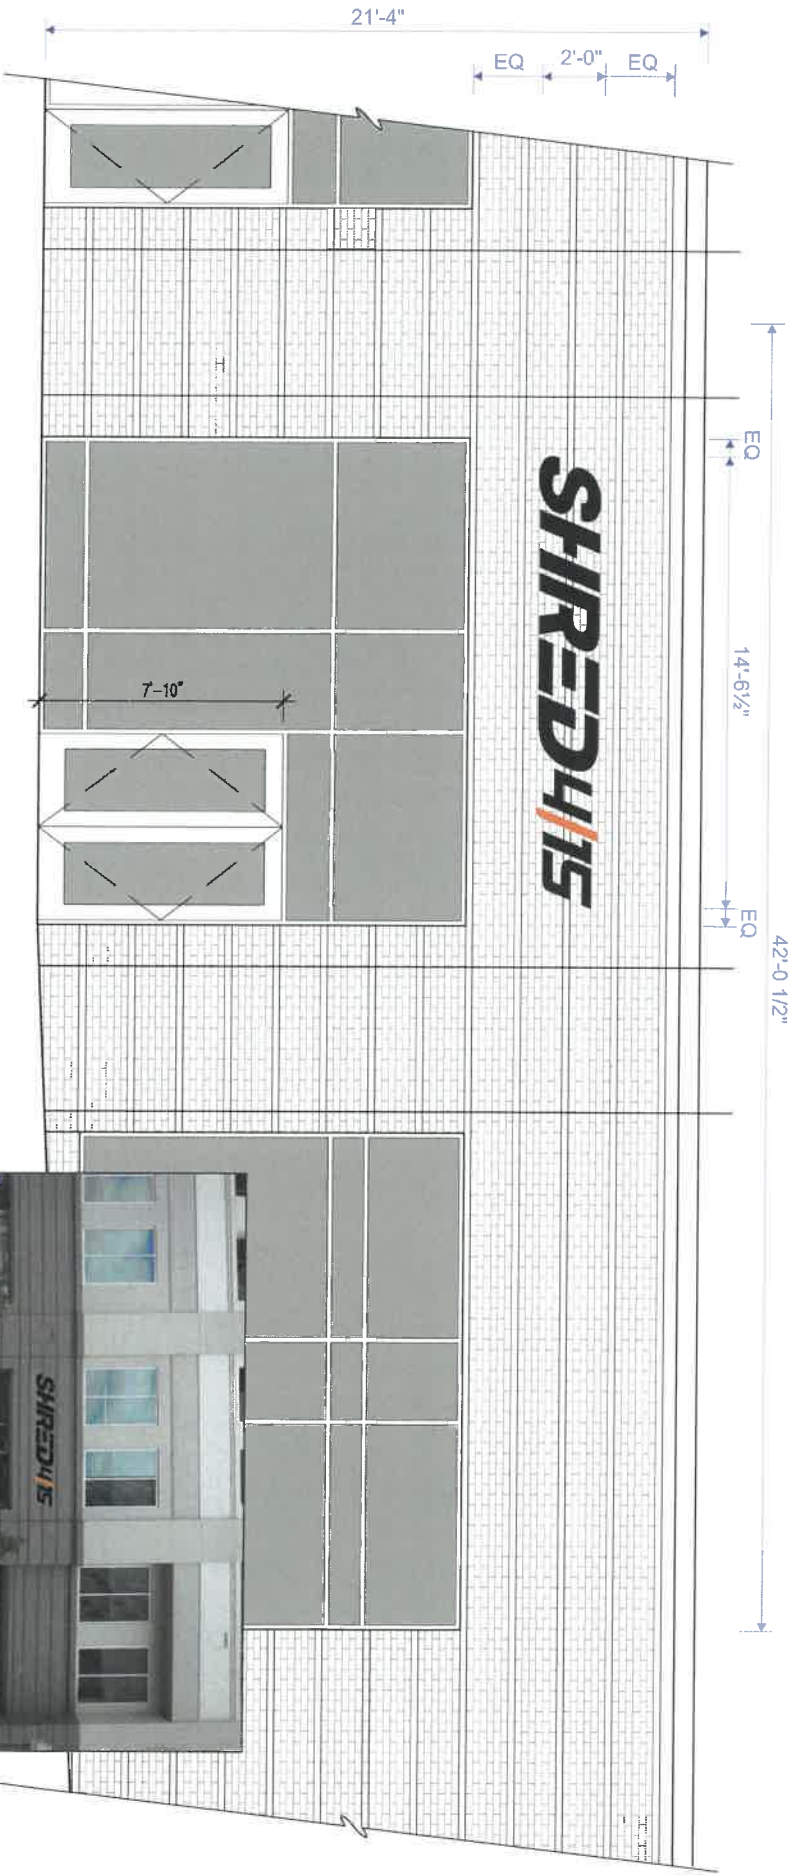 21'-4"
EQ
2'-0"
EQ
42'-0 1/2"
EQ
14'-6½"
EQ
SHRED415
7'-10"
SHRED415